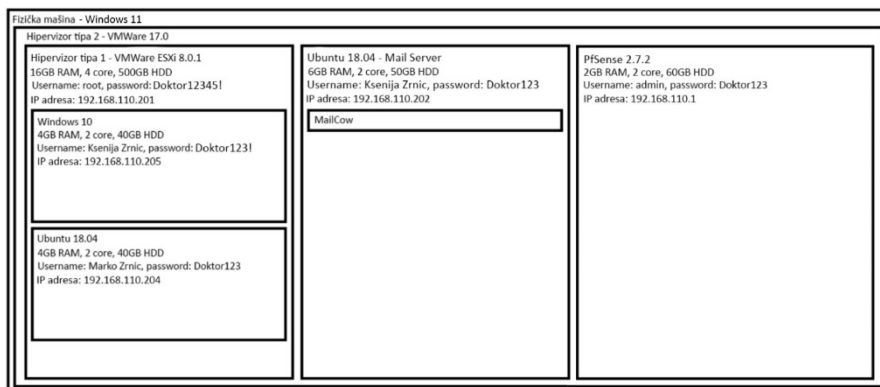 Fizička mašina - Windows 11
Hipervizor tipa 2 - VMWare 17.0
Hipervizor tipa 1 - VMWare ESXi 8.0.1
16GB RAM, 4 core, 500GB HDD
Username: root, password:Doktor12345!
IP adresa: 192.168.110.201
Windows 10
4GB RAM, 2 core, 40GB HDD
Username: Ksenija Zrnic, password: Doktor123!
IP adresa: 192.168.110.205
Ubuntu 18.04
4GB RAM, 2 core, 40GB HDD
Username: Marko Zrnic, password: Doktor123
IP adresa: 192.168.110.204
Ubuntu 18.04 - Mail Server
6GB RAM, 2 core, 50GB HDD
Username: Ksenija Zrnic, password: Doktor123
IP adresa: 192.168.110.202
MailCow
PfSense 2.7.2
2GB RAM, 2 core, 60GB HDD
Username: admin, password: Doktor123
IP adresa: 192.168.110.1